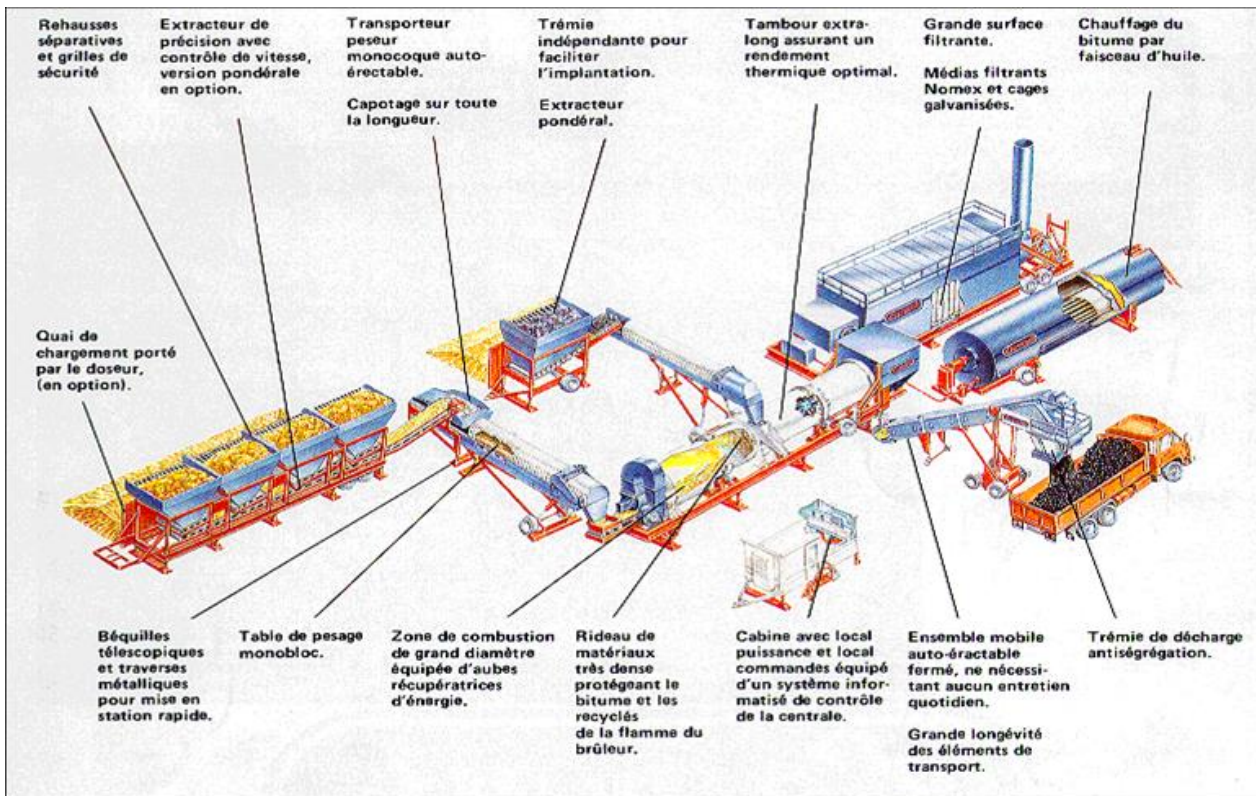 Rehausses
séparatives
et grilles de
sécurité
Extracteur de
précision avec
contrôle de vitesse,
version pondérale
en option.
Transporteur
peseur
monocoque auto-
érectable.
Capotage sur toute
la longueur.
Trémie
indépendante pour
faciliter
l'implantation.
Extracteur
pondéral.
Tambour extra-
long assurant un
rendement
thermique optimal.
Grande surface
filtrante.
Médias filtrants
Nomex et cages
galvanisées.
Chauffage du
bitume par
faisceau d'huile.
Quai de
chargement porté
par le doseur,
(en option).
Béquilles
télescopiques
et traverses
métalliques
pour mise en
station rapide.
Table de pesage
monobloc.
Zone de combustion
de grand diamètre
équipée d'aubes
récupératrices
d'énergie.
Rideau de
matériaux
très dense
protégeant le
bitume et les
recyclés
de la flamme du
brûleur.
Cabine avec local
puissance et local
commandes équipé
d'un système infor-
matisé de contrôle
de la centrale.
Ensemble mobile
auto-éractable
fermé, ne nécessi-
tant aucun entretien
quotidien.
Grande longévité
des éléments de
transport.
Trémie de décharge
antiségrégation.